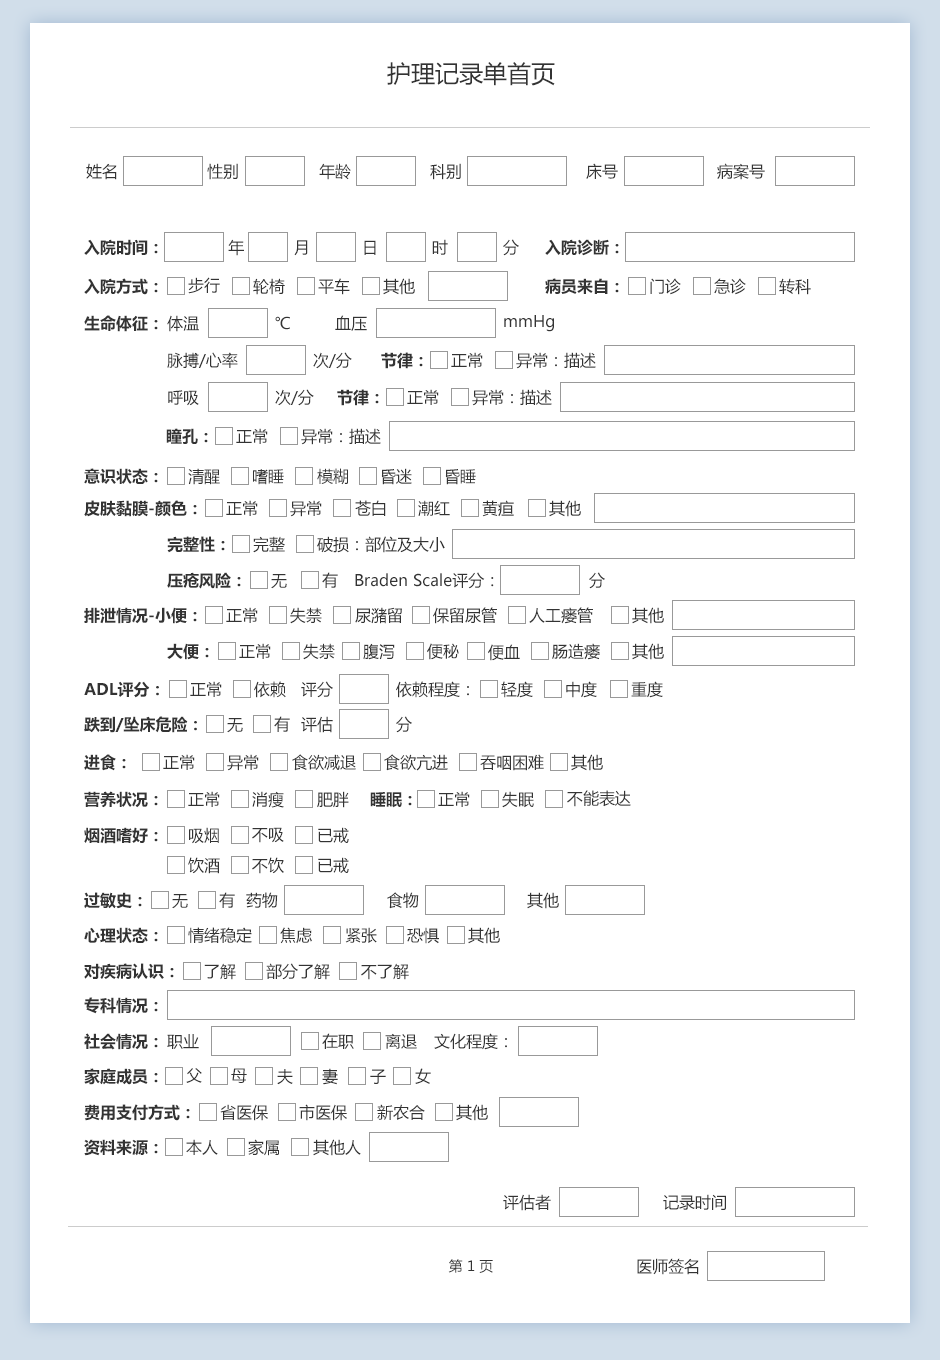 护理记录单首页
姓名 性别 年龄 科别 床号 病案号
入院时间： 年 月 日 时 分 入院诊断：
入院方式： 步行 轮椅 平车 其他 病员来自： 门诊 急诊 转科
生命体征： 体温 ℃ 血压 mmHg
脉搏/心率 次/分 节律： 正常 异常：描述
呼吸 次/分 节律： 正常 异常：描述
瞳孔： 正常 异常：描述
意识状态： 清醒 嗜睡 模糊 昏迷 昏睡
皮肤黏膜-颜色： 正常 异常 苍白 潮红 黄疸 其他
完整性： 完整 破损：部位及大小
压疮风险： 无 有 Braden Scale评分： 分
排泄情况-小便： 正常 失禁 尿潴留 保留尿管 人工瘘管 其他
大便： 正常 失禁 腹泻 便秘 便血 肠造瘘 其他
ADL评分： 正常 依赖 评分 依赖程度： 轻度 中度 重度
跌到/坠床危险： 无 有 评估 分
进食： 正常 异常 食欲减退 食欲亢进 吞咽困难 其他
营养状况： 正常 消瘦 肥胖 睡眠： 正常 失眠 不能表达
烟酒嗜好： 吸烟 不吸 已戒
饮酒 不饮 已戒
过敏史： 无 有 药物 食物 其他
心理状态： 情绪稳定 焦虑 紧张 恐惧 其他
对疾病认识： 了解 部分了解 不了解
专科情况：
社会情况： 职业 在职 离退 文化程度：
家庭成员： 父 母 夫 妻 子 女
费用支付方式： 省医保 市医保 新农合 其他
资料来源： 本人 家属 其他人
评估者 记录时间
第 1 页 医师签名